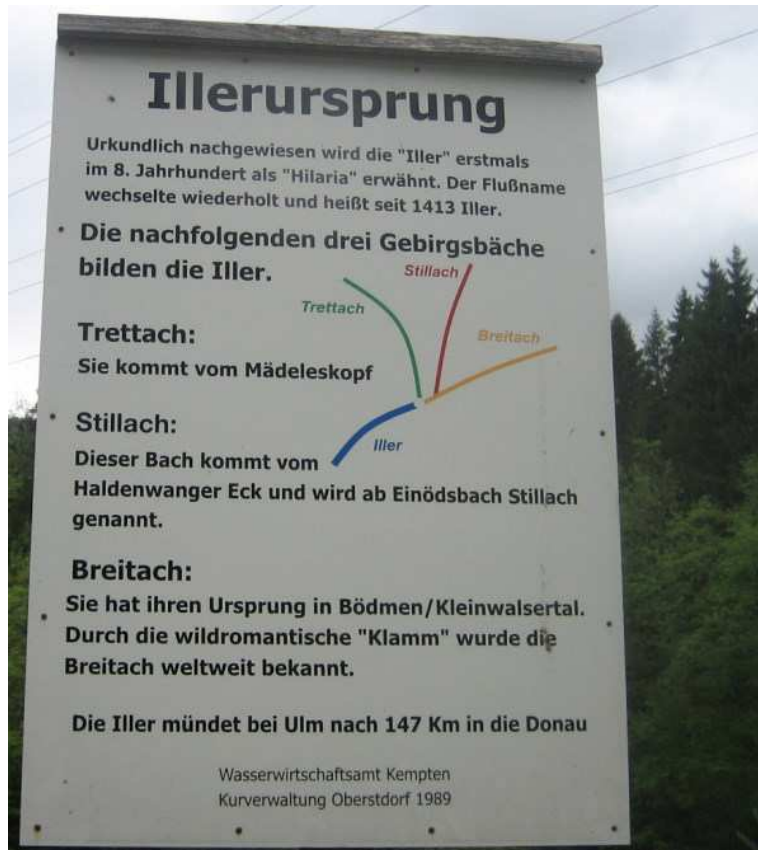 Illerursprung
Urkundlich nachgewiesen wird die "Iller" erstmals
im 8. Jahrhundert als "Hilaria" erwähnt. Der Flußname
wechselte wiederholt und heißt seit 1413 Iller.
Die nachfolgenden drei Gebirgsbäche
bilden die Iller.
Stillach
Trettach
Breitach
Iller
Trettach:
Sie kommt vom Mädeleskopf
Stillach:
Dieser Bach kommt vom
Haldenwanger Eck und wird ab Einödsbach Stillach
genannt.
Breitach:
Sie hat ihren Ursprung in Bödmen/Kleinwalsertal.
Durch die wildromantische "Klamm" wurde die
Breitach weltweit bekannt.
Die Iller mündet bei Ulm nach 147 Km in die Donau
Wasserwirtschaftsamt Kempten
Kurverwaltung Oberstdorf 1989